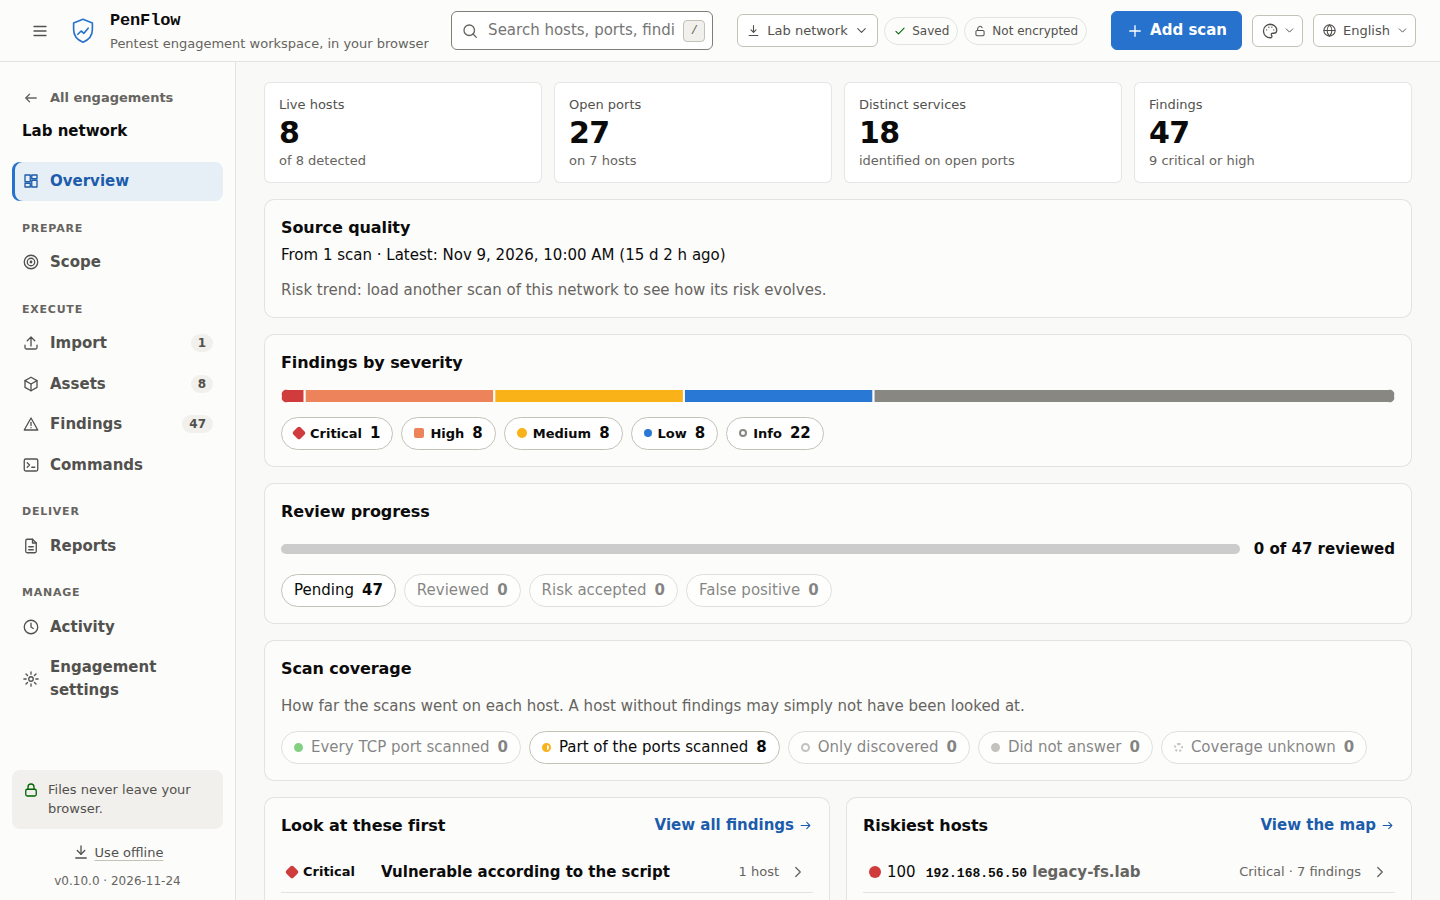 PenFlow
Pentest engagement workspace, in your browser
Search hosts, ports, findi
/
Lab network
Saved
Not encrypted
Add scan
English
All engagements
Lab network
Overview
PREPARE
Scope
EXECUTE
Import 1
Assets 8
Findings 47
Commands
DELIVER
Reports
MANAGE
Activity
Engagement
settings
Files never leave your
browser.
Use offline
v0.10.0 · 2026-11-24
Live hosts
8
of 8 detected
Open ports
27
on 7 hosts
Distinct services
18
identified on open ports
Findings
47
9 critical or high
Source quality
From 1 scan · Latest: Nov 9, 2026, 10:00 AM (15 d 2 h ago)
Risk trend: load another scan of this network to see how its risk evolves.
Findings by severity
Critical 1
High 8
Medium 8
Low 8
Info 22
Review progress
0 of 47 reviewed
Pending 47
Reviewed 0
Risk accepted 0
False positive 0
Scan coverage
How far the scans went on each host. A host without findings may simply not have been looked at.
Every TCP port scanned 0
Part of the ports scanned 8
Only discovered 0
Did not answer 0
Coverage unknown 0
Look at these first
View all findings
Critical Vulnerable according to the script 1 host
Riskiest hosts
View the map
100 192.168.56.50 legacy-fs.lab Critical · 7 findings